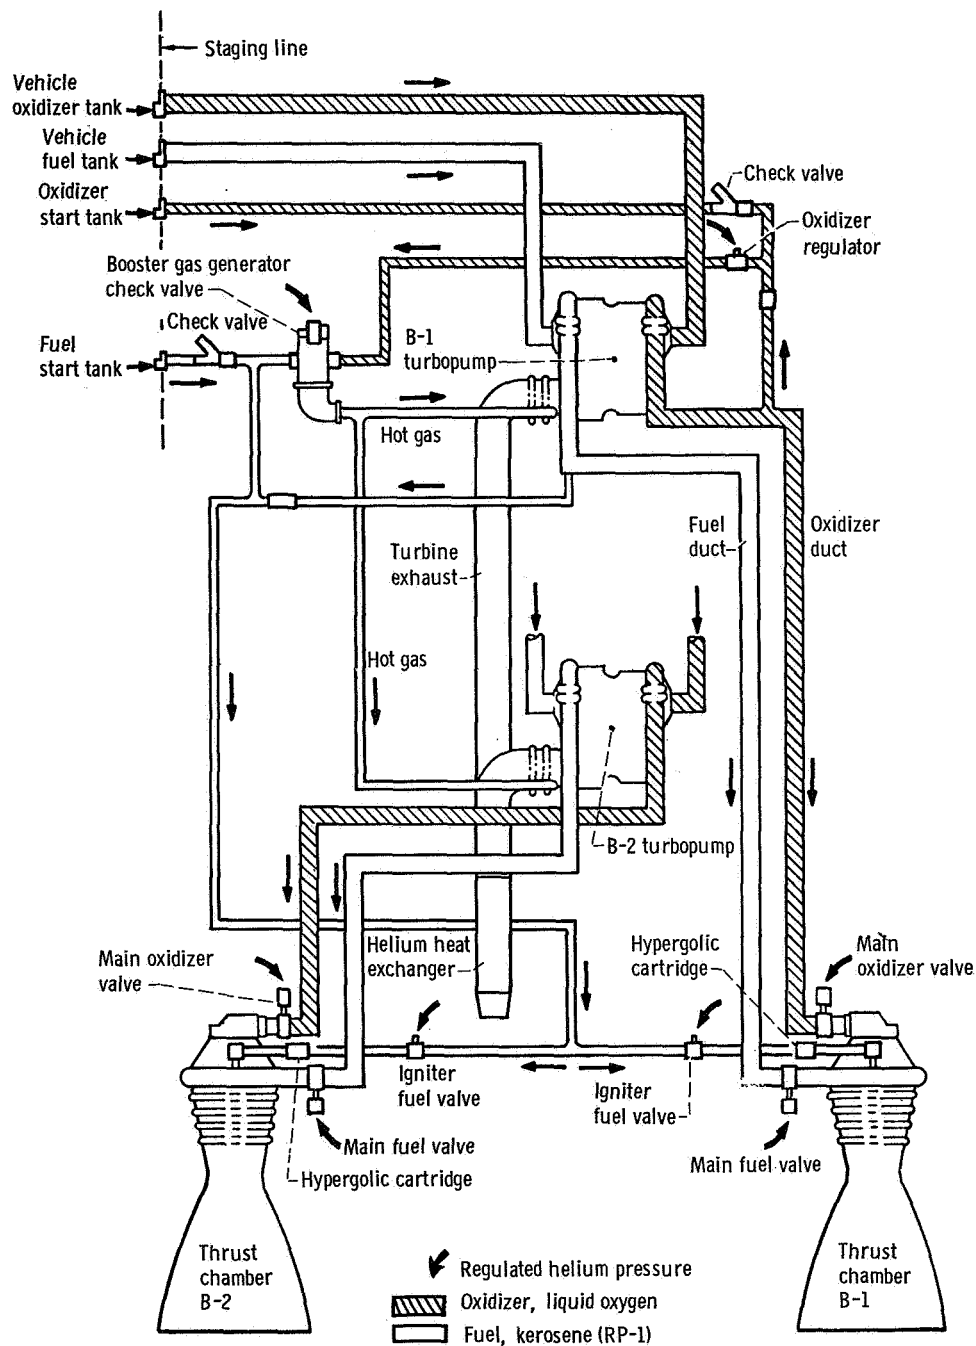 Staging line
Vehicle
oxidizer tank
Vehicle
fuel tank
Oxidizer
start tank
Check valve
Oxidizer
regulator
Booster gas generator
check valve
Check valve
Fuel
start tank
B-1
turbopump
Hot gas
Fuel
duct
Oxidizer
duct
Turbine
exhaust
Hot gas
B-2 turbopump
Main oxidizer
valve
Helium heat
exchanger
Hypergolic
cartridge
Main
oxidizer valve
Igniter
fuel valve
Igniter
fuel valve
Main fuel valve
Hypergolic cartridge
Main fuel valve
Thrust
chamber
B-2
Thrust
chamber
B-1
Regulated helium pressure
Oxidizer, liquid oxygen
Fuel, kerosene (RP-1)